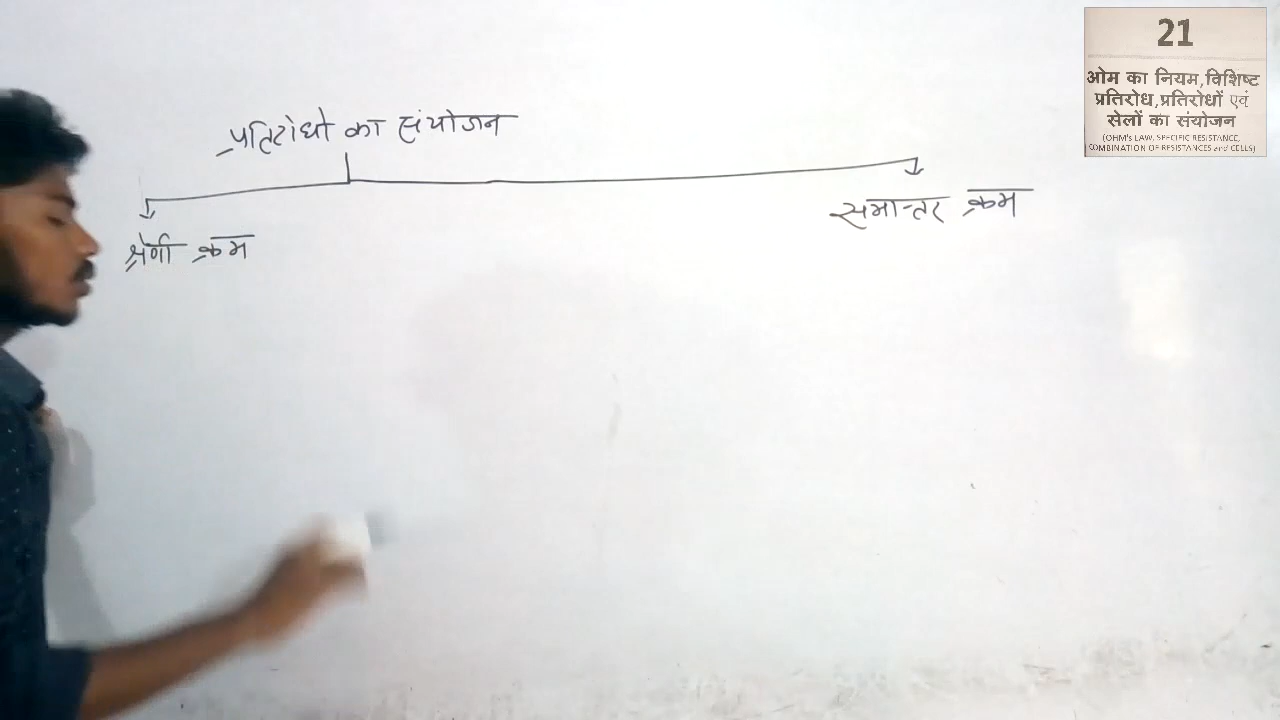 प्रतिरोधो का संयोजन
श्रेणी क्रम
समान्तर क्रम
21
ओम का नियम,विशिष्ट
प्रतिरोध,प्रतिरोधों एवं
सेलों का संयोजन
(OHM's LAW, SPECIFIC RESISTANCE,
COMBINATION OF RESISTANCES and CELLS)